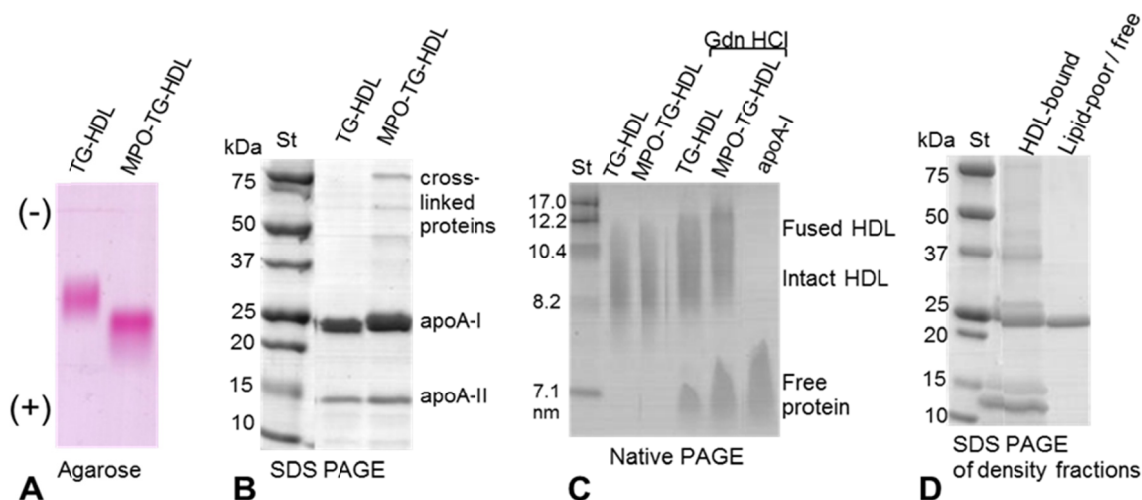 TG-HDL
MPO-TG-HDL
(-)
(+)
A
Agarose
kDa
St
TG-HDL
MPO-TG-HDL
75
50
37
25
20
15
10
cross-
linked
proteins
apoA-I
apoA-II
B
SDS PAGE
Gdn HCl
St
TG-HDL
MPO-TG-HDL
TG-HDL
MPO-TG-HDL
apoA-I
17.0
12.2
10.4
8.2
7.1
nm
Fused HDL
Intact HDL
Free
protein
C
Native PAGE
kDa
St
HDL-bound
Lipid-poor / free
75
50
37
25
20
15
10
D
SDS PAGE
of density fractions